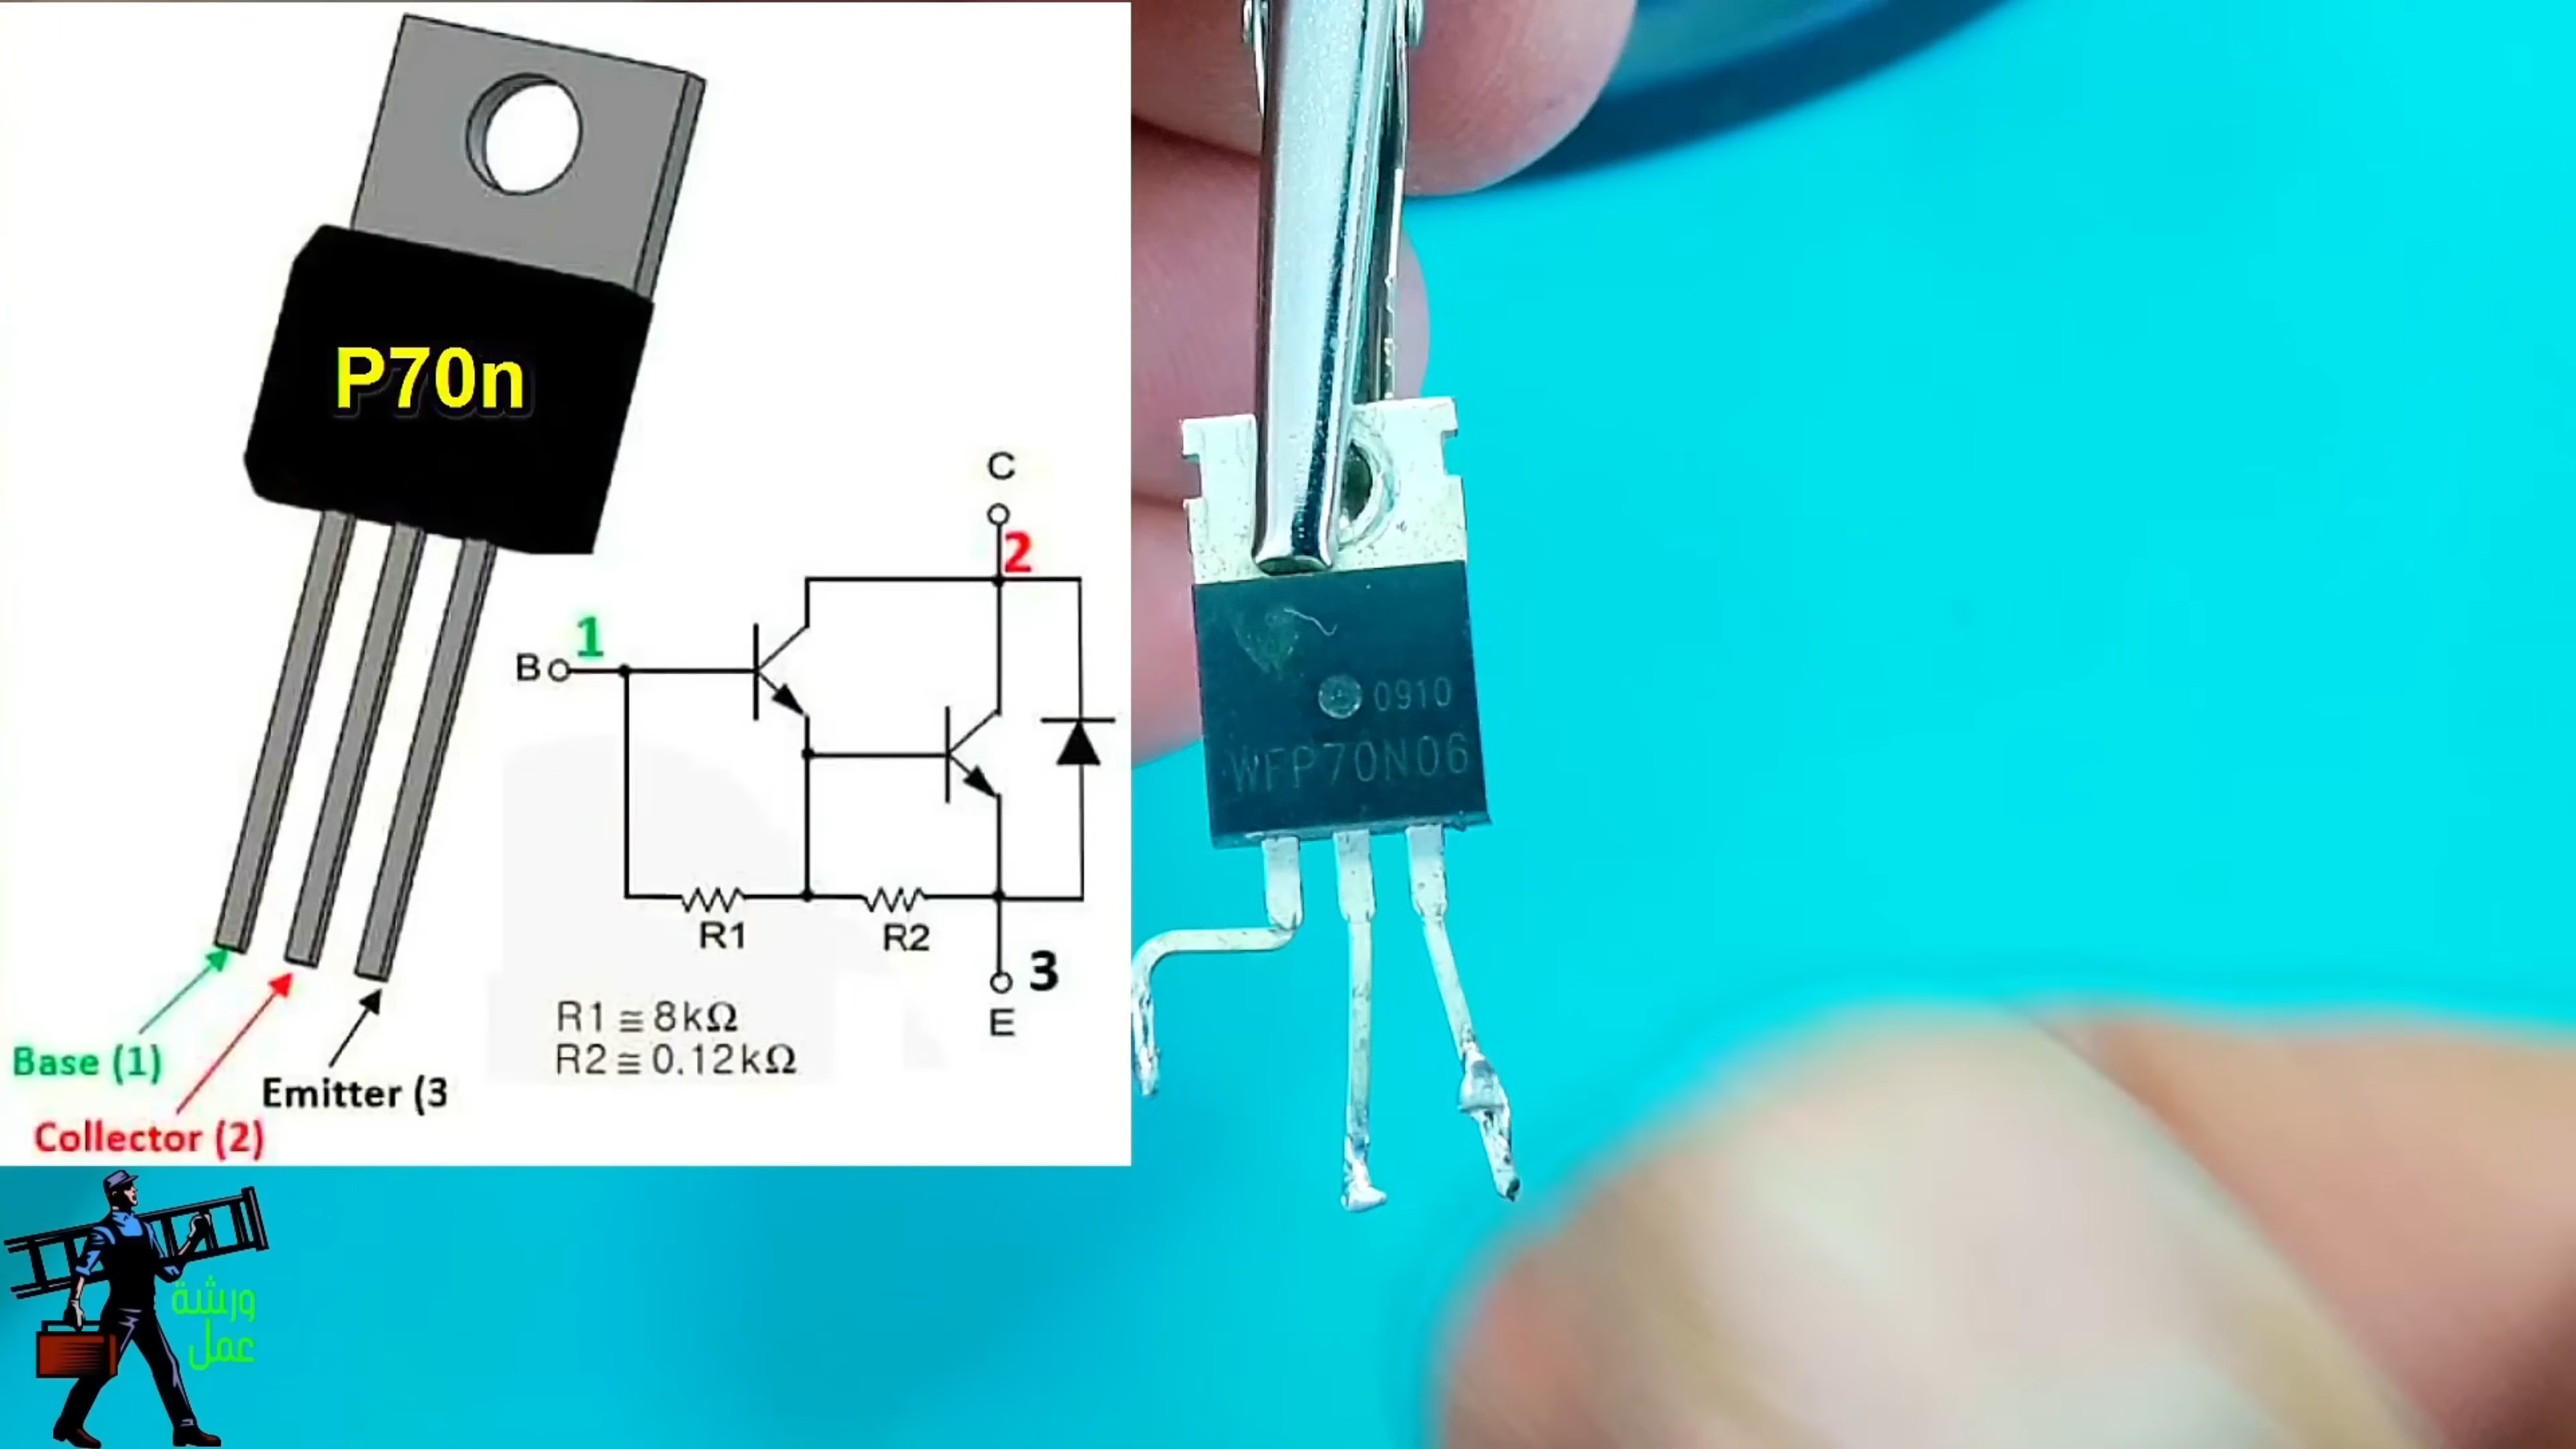 P70n
C
2
B
1
R1
R2
3
E
R1 ≅ 8kΩ
R2 ≅ 0.12kΩ
Base (1)
Collector (2)
Emitter (3
0910
WFP70N06
ورشة
عمل